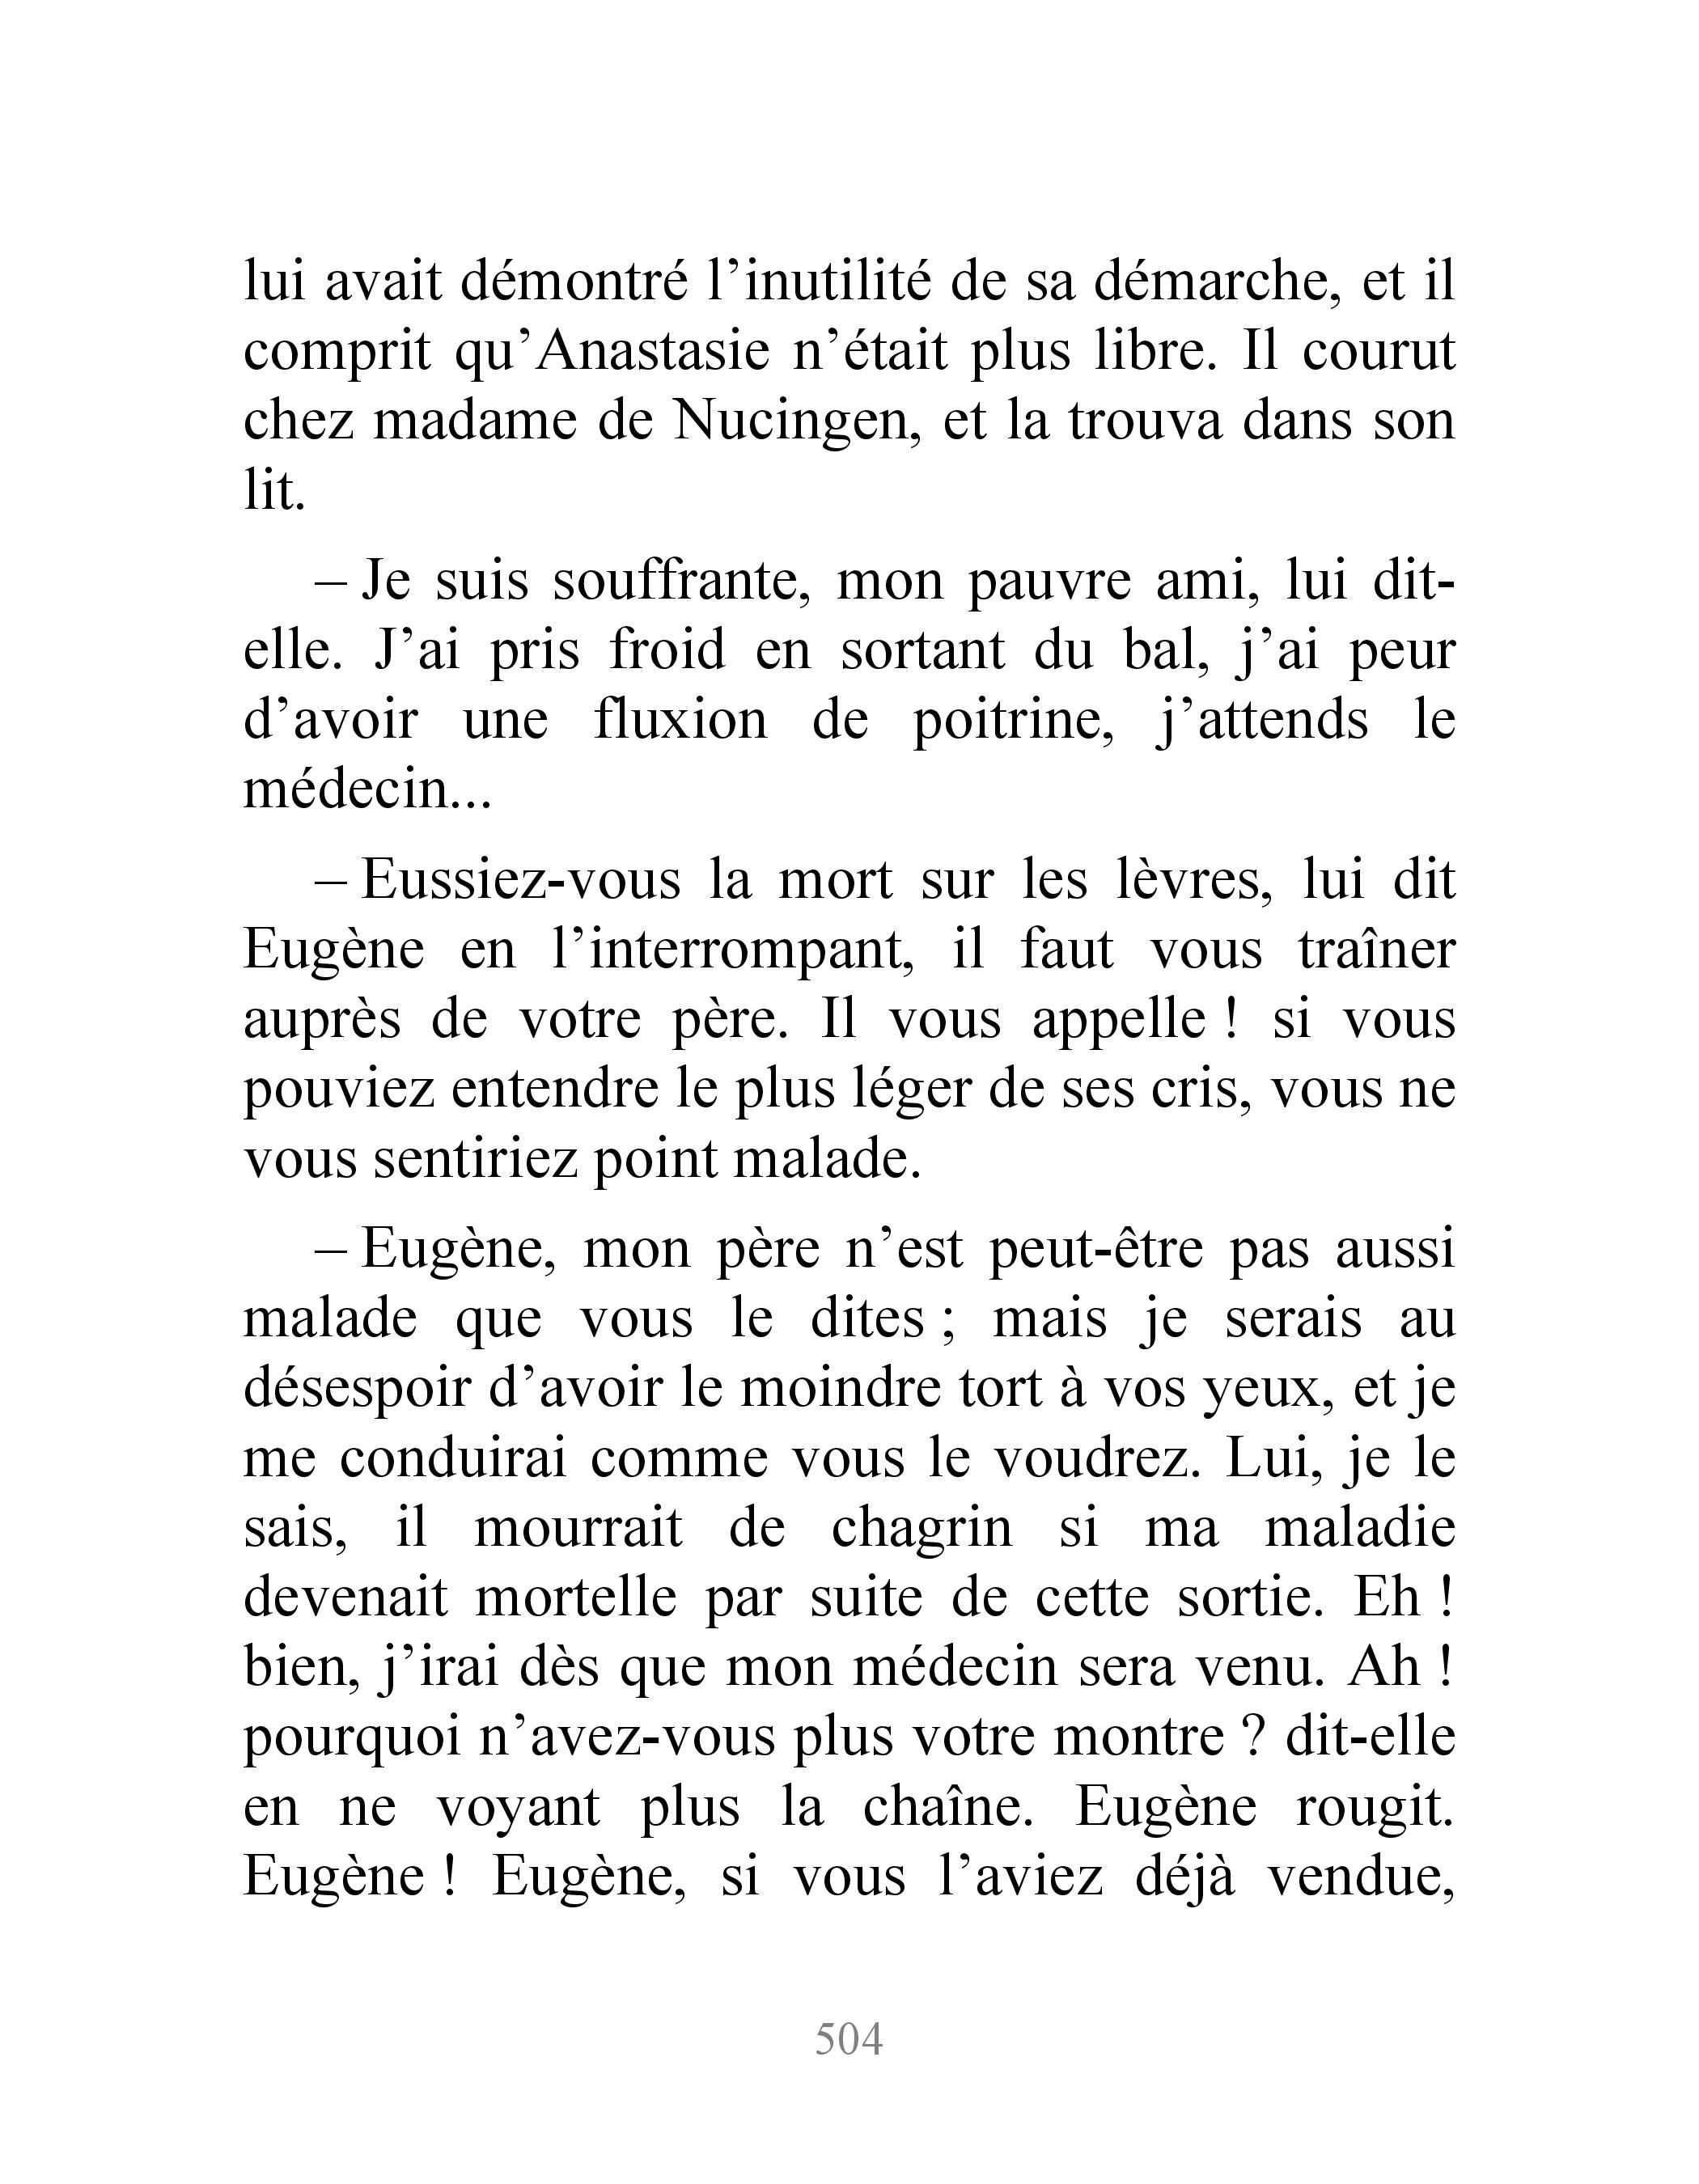 lui avait démontré l’inutilité de sa démarche, et il
comprit qu’Anastasie n’était plus libre. Il courut
chez madame de Nucingen, et la trouva dans son
lit.
– Je suis souffrante, mon pauvre ami, lui dit-
elle. J’ai pris froid en sortant du bal, j’ai peur
d’avoir une fluxion de poitrine, j’attends le
médecin...
– Eussiez-vous la mort sur les lèvres, lui dit
Eugène en l’interrompant, il faut vous traîner
auprès de votre père. Il vous appelle ! si vous
pouviez entendre le plus léger de ses cris, vous ne
vous sentiriez point malade.
– Eugène, mon père n’est peut-être pas aussi
malade que vous le dites ; mais je serais au
désespoir d’avoir le moindre tort à vos yeux, et je
me conduirai comme vous le voudrez. Lui, je le
sais, il mourrait de chagrin si ma maladie
devenait mortelle par suite de cette sortie. Eh !
bien, j’irai dès que mon médecin sera venu. Ah !
pourquoi n’avez-vous plus votre montre ? dit-elle
en ne voyant plus la chaîne. Eugène rougit.
Eugène ! Eugène, si vous l’aviez déjà vendue,
504